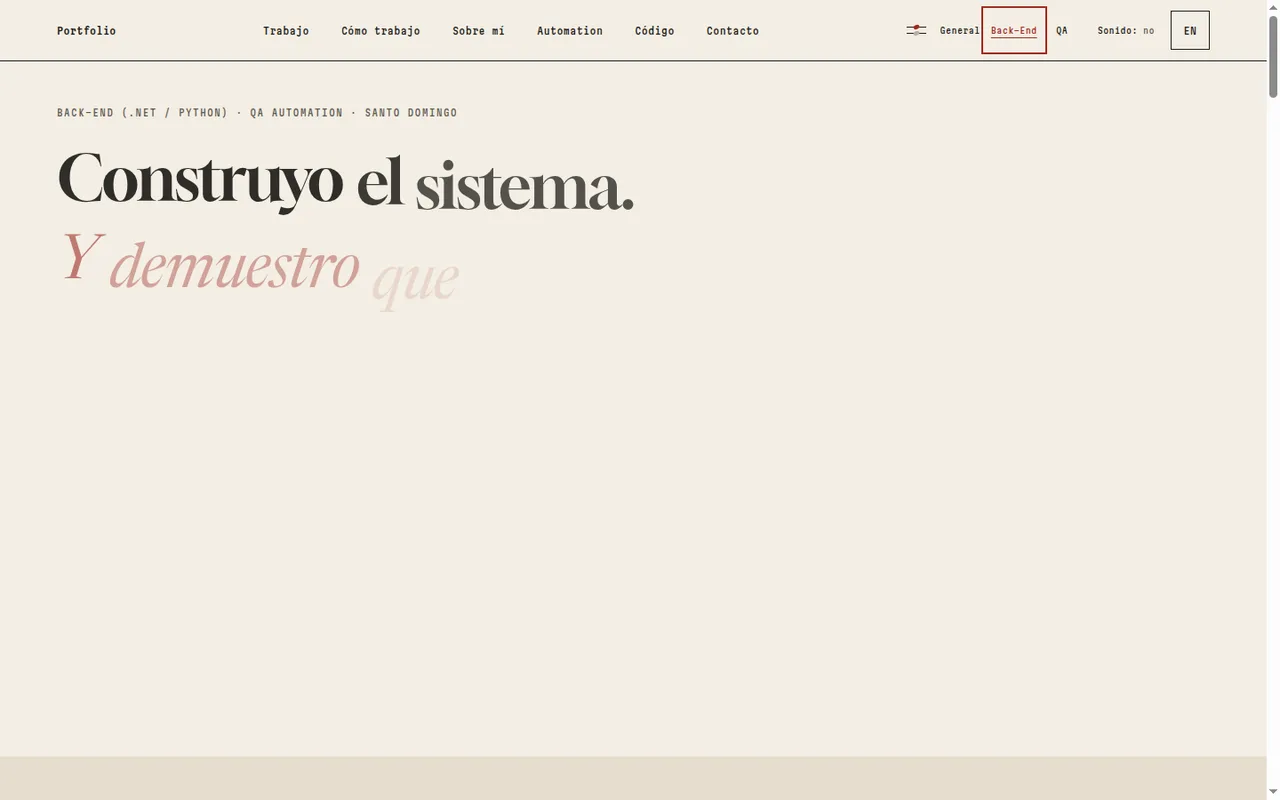 Portfolio Trabajo Cómo trabajo Sobre mí Automation Código Contacto General Back-End QA Sonido: no EN
BACK-END (.NET / PYTHON) · QA AUTOMATION · SANTO DOMINGO
Construyo el sistema.
Y demuestro que